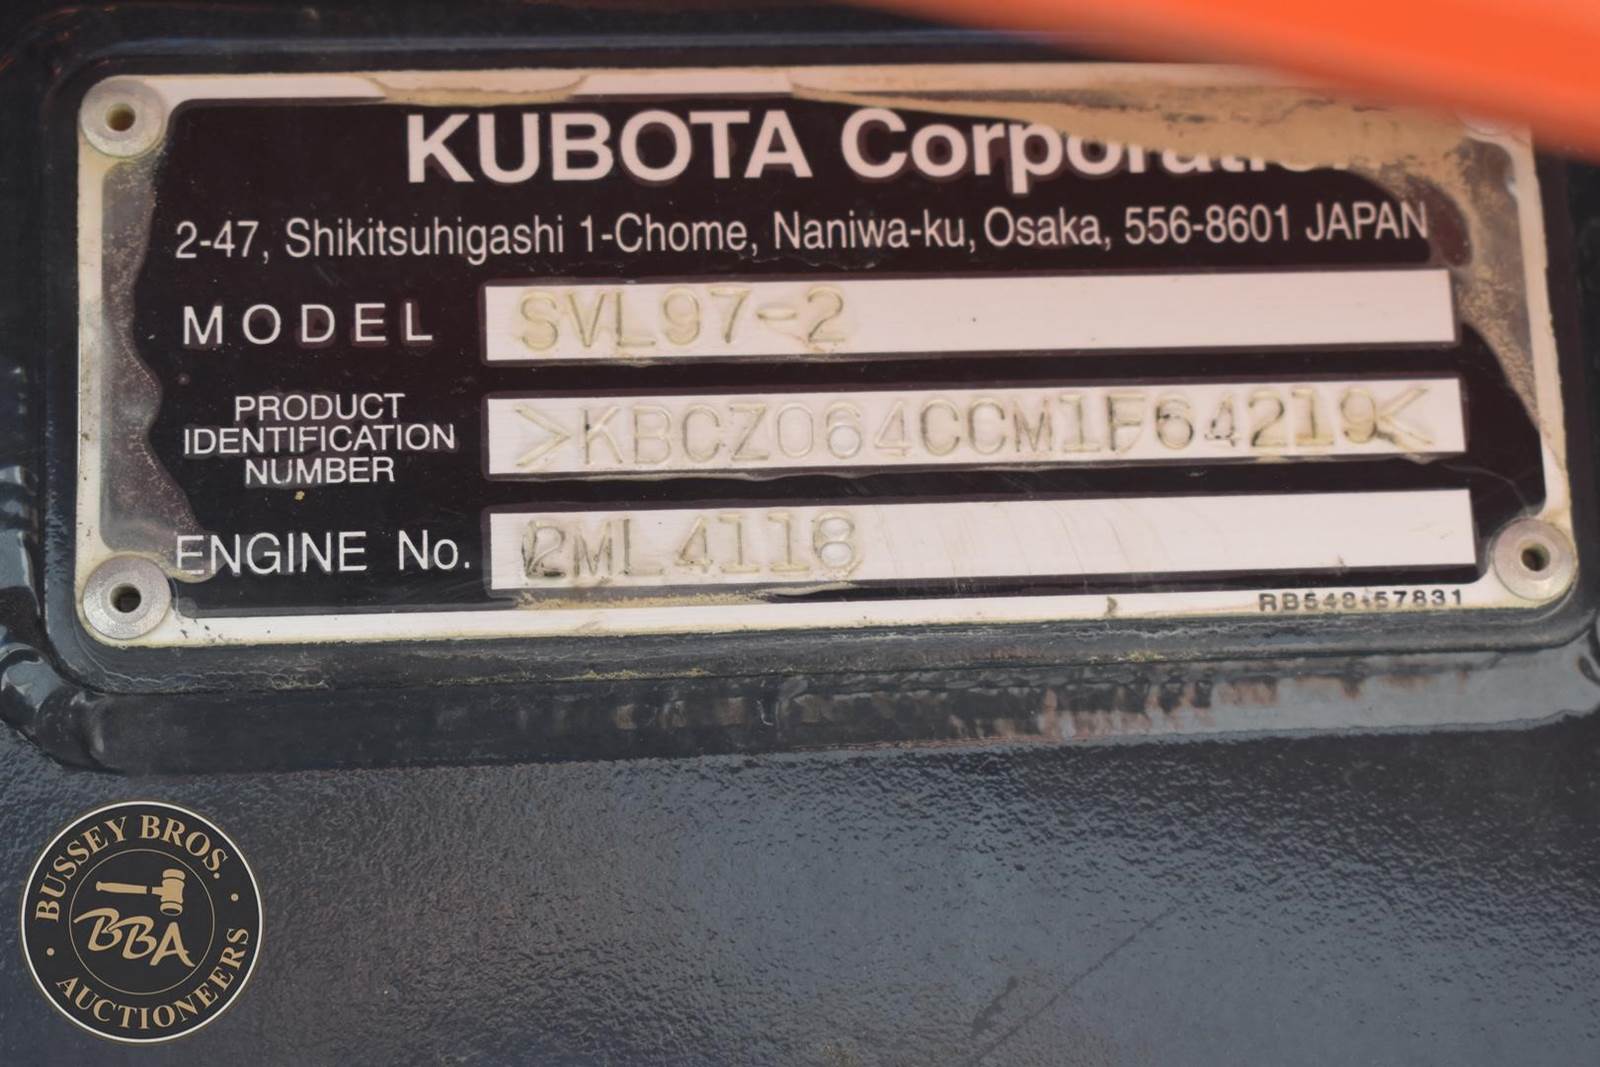 KUBOTA Corporation
2-47, Shikitsuhigashi 1-Chome, Naniwa-ku, Osaka, 556-8601 JAPAN
MODEL SVL97-2
PRODUCT
IDENTIFICATION
NUMBER
>KBCZ064CCM1F64219<
ENGINE No. 2ML4118
RB548-57831
BUSSEY BROS.
BBA
AUCTIONEERS